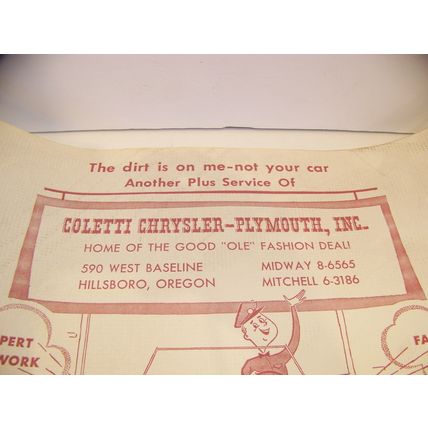 The dirt is on me-not your car
Another Plus Service Of
COLETTI CHRYSLER-PLYMOUTH, INC.
HOME OF THE GOOD "OLE" FASHION DEAL!
590 WEST BASELINE MIDWAY 8-6565
HILLSBORO, OREGON MITCHELL 6-3186
PERT
WORK
FA